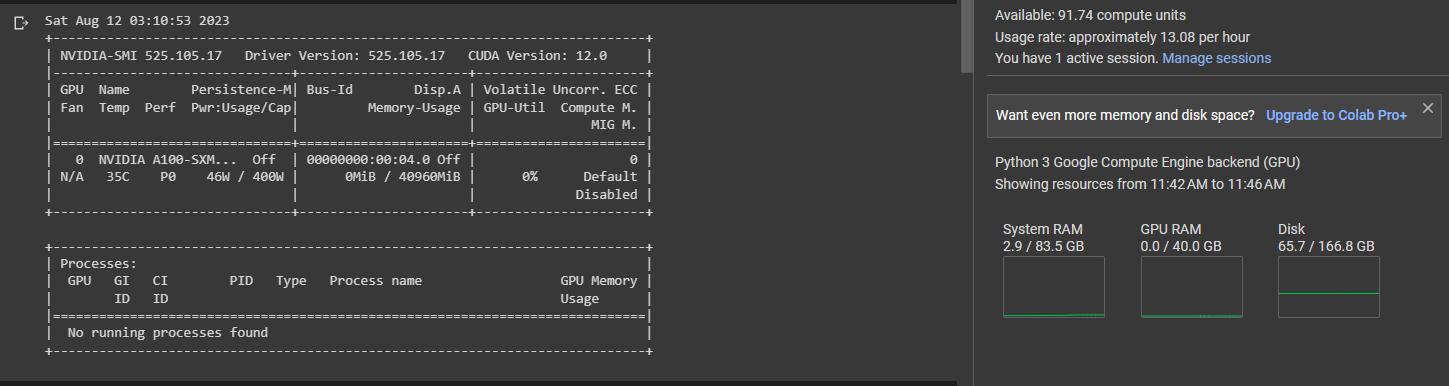 Sat Aug 12 03:10:53 2023
+-----------------------------------------------------------------------------+
| NVIDIA-SMI 525.105.17   Driver Version: 525.105.17   CUDA Version: 12.0     |
|-------------------------------+----------------------+----------------------+
| GPU  Name        Persistence-M| Bus-Id        Disp.A | Volatile Uncorr. ECC |
| Fan  Temp  Perf  Pwr:Usage/Cap|         Memory-Usage | GPU-Util  Compute M. |
|                               |                      |               MIG M. |
|===============================+======================+======================|
|   0  NVIDIA A100-SXM...  Off  | 00000000:00:04.0 Off |                    0 |
| N/A   35C    P0    46W / 400W |      0MiB / 40960MiB |      0%      Default |
|                               |                      |             Disabled |
+-------------------------------+----------------------+----------------------+
+-----------------------------------------------------------------------------+
| Processes:                                                                  |
|  GPU   GI   CI        PID   Type   Process name                  GPU Memory |
|        ID   ID                                                   Usage      |
|=============================================================================|
|  No running processes found                                                 |
+-----------------------------------------------------------------------------+
Available: 91.74 compute units
Usage rate: approximately 13.08 per hour
You have 1 active session. Manage sessions
Want even more memory and disk space? Upgrade to Colab Pro+
Python 3 Google Compute Engine backend (GPU)
Showing resources from 11:42 AM to 11:46 AM
System RAM
2.9 / 83.5 GB
GPU RAM
0.0 / 40.0 GB
Disk
65.7 / 166.8 GB